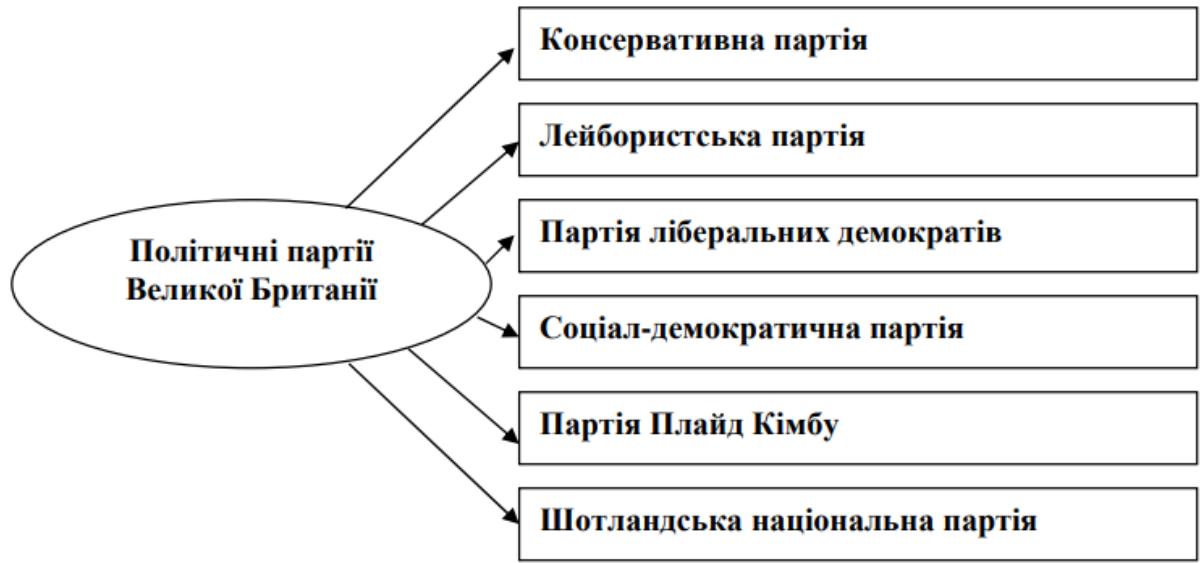 Консервативна партія
Лейбористська партія
Політичні партії
Великої Британії
Партія ліберальних демократів
Соціал-демократична партія
Партія Плайд Кімбу
Шотландська національна партія